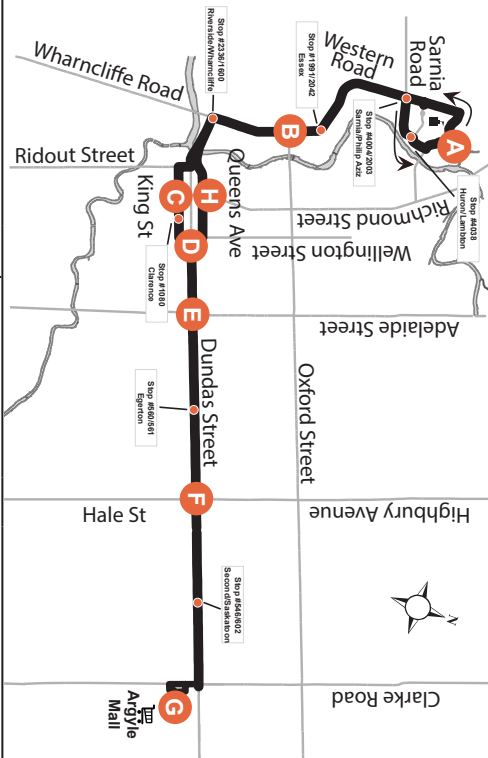 Sarnia
Road
Western
Road
Wharncliffe Road
Stop #2336/1600
Riverside/Wharncliffe
Stop #1991/2042
Essex
Stop #4004/2003
Sarnia/Philip Aziz
Stop #4038
Huron/Lambton
A
B
Ridout Street
Queens Ave
Richmond Street
King St
C
H
D
Wellington Street
Stop #1080
Clarence
E
Adelaide Street
Dundas Street
Oxford Street
Stop #560/561
Egerton
F
Hale St
Highbury Avenue
Stop #546/602
Second/Saskatoon
N
Clarke Road
G
Argyle
Mall